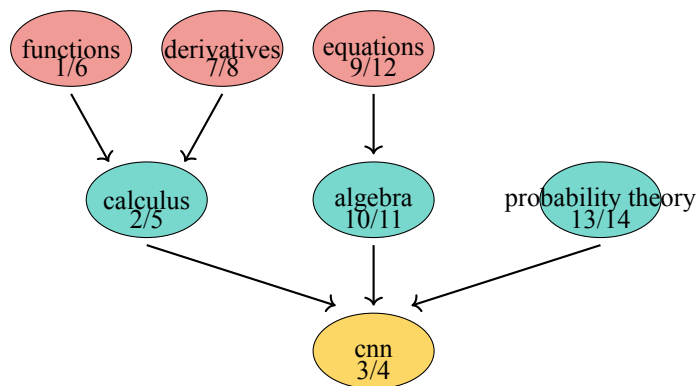 functions
1/6
derivatives
7/8
equations
9/12
calculus
2/5
algebra
10/11
probability theory
13/14
cnn
3/4